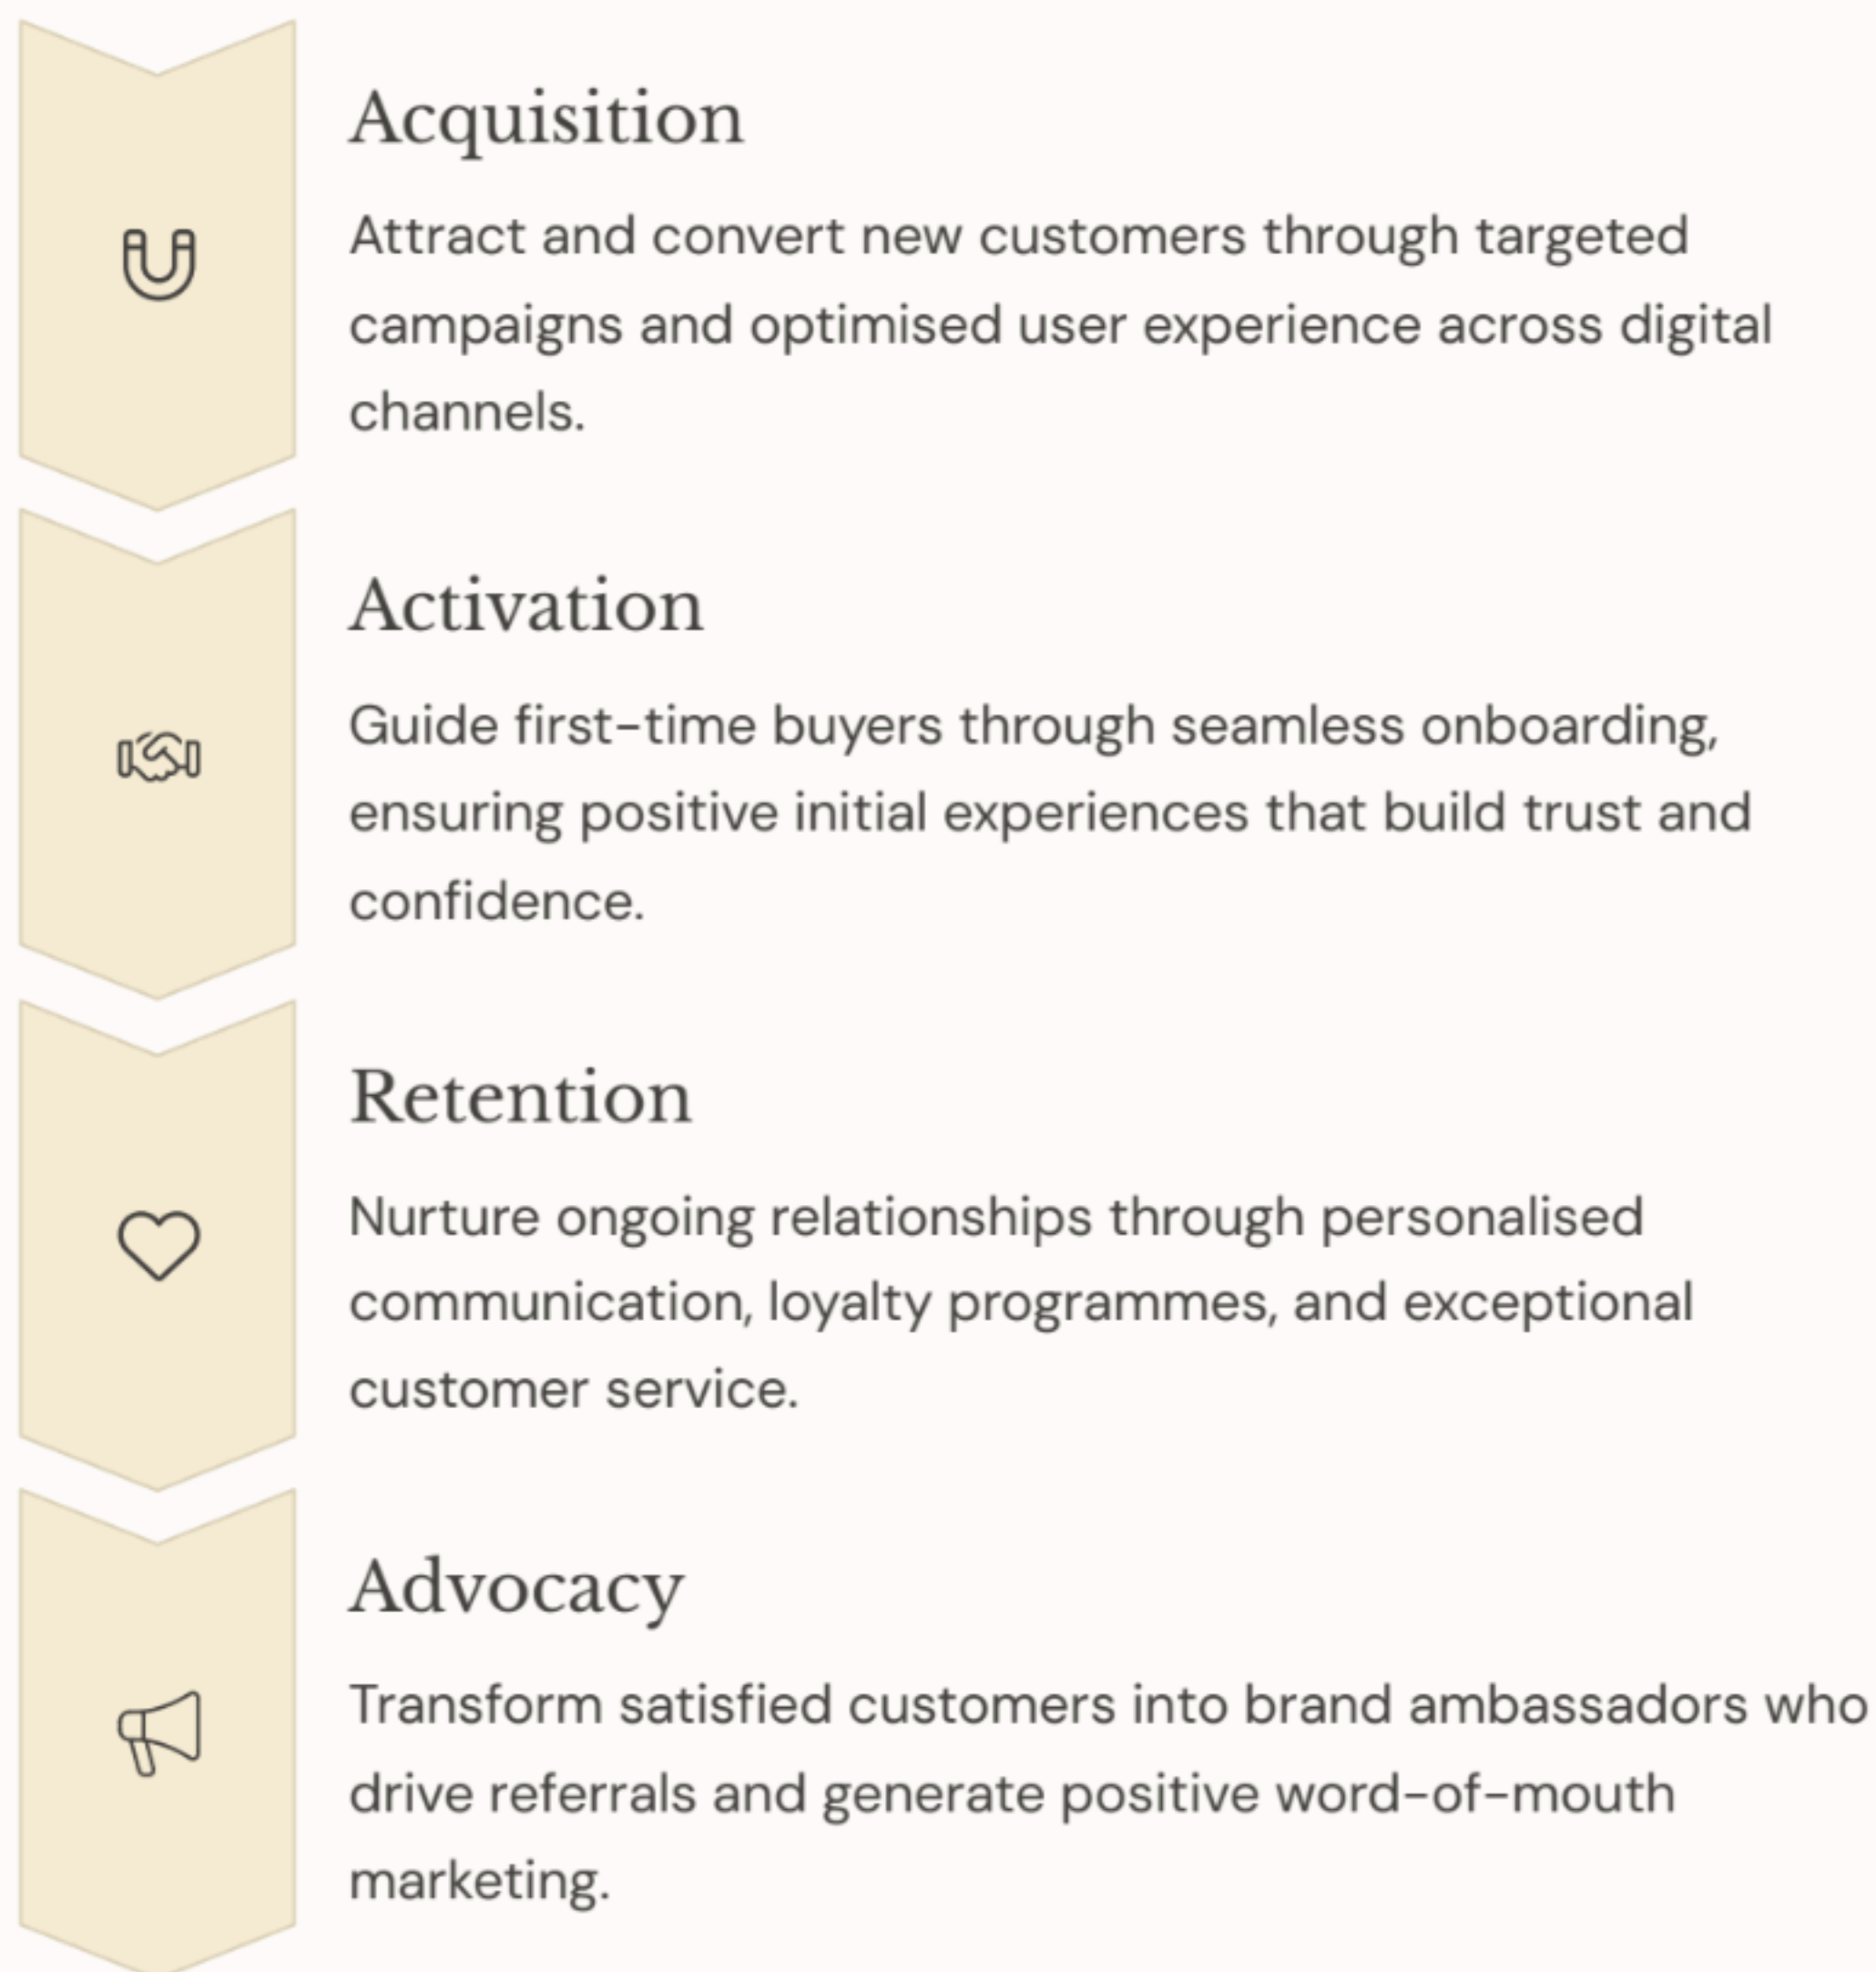 Acquisition
Attract and convert new customers through targeted
campaigns and optimised user experience across digital
channels.
Activation
Guide first-time buyers through seamless onboarding,
ensuring positive initial experiences that build trust and
confidence.
Retention
Nurture ongoing relationships through personalised
communication, loyalty programmes, and exceptional
customer service.
Advocacy
Transform satisfied customers into brand ambassadors who
drive referrals and generate positive word-of-mouth
marketing.